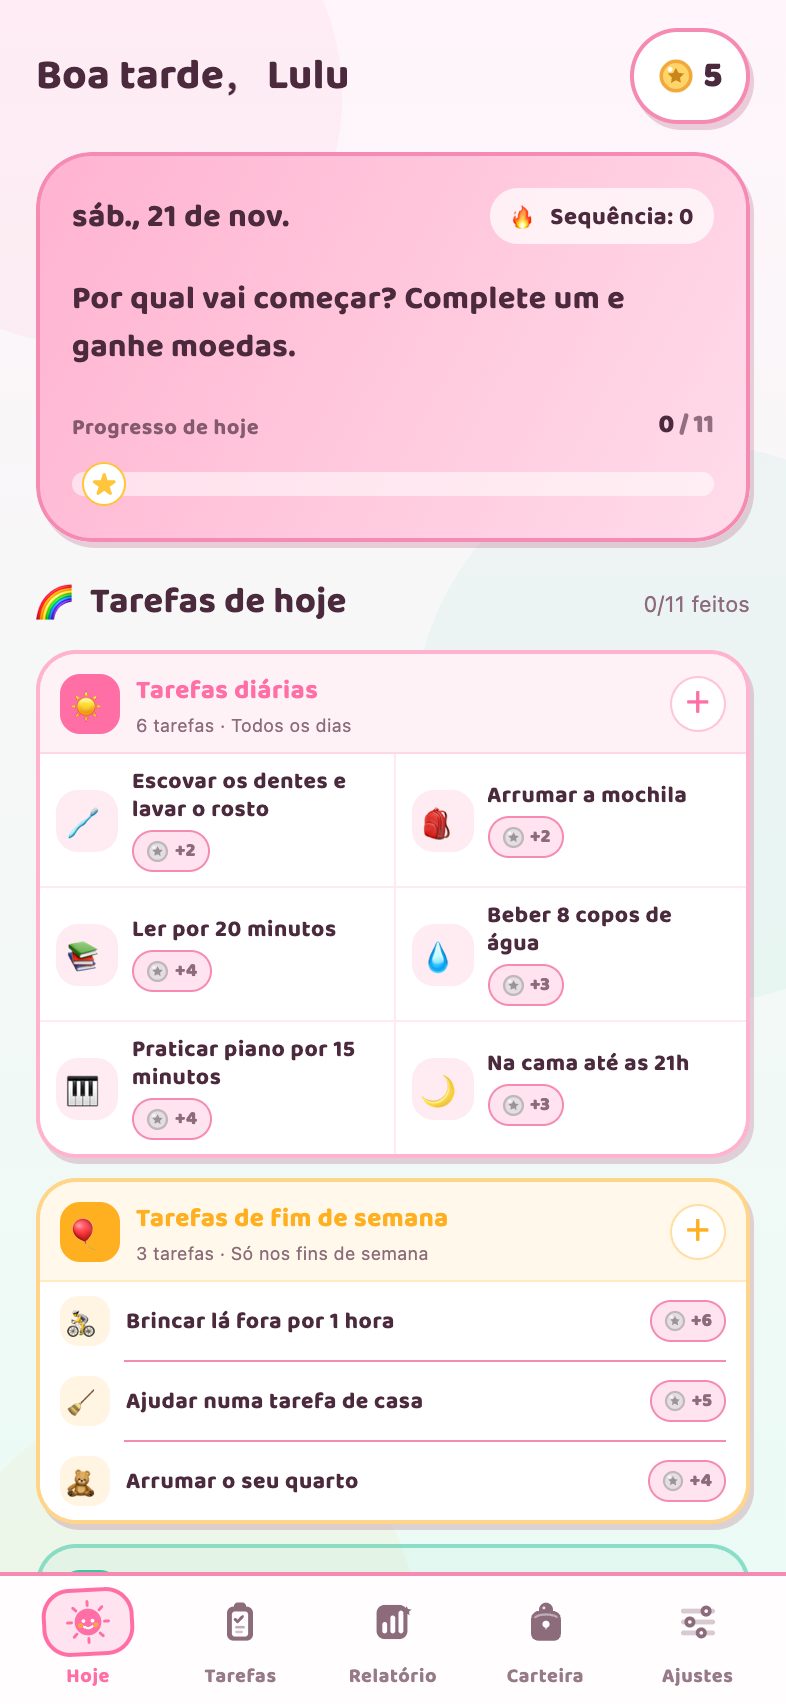 Boa tarde, Lulu
5
sáb., 21 de nov.
Sequência: 0
Por qual vai começar? Complete um e
ganhe moedas.
Progresso de hoje
0 / 11
Tarefas de hoje
0/11 feitos
Tarefas diárias
6 tarefas · Todos os dias
+
Escovar os dentes e
lavar o rosto
+2
Arrumar a mochila
+2
Ler por 20 minutos
+4
Beber 8 copos de
água
+3
Praticar piano por 15
minutos
+4
Na cama até as 21h
+3
Tarefas de fim de semana
3 tarefas · Só nos fins de semana
+
Brincar lá fora por 1 hora
+6
Ajudar numa tarefa de casa
+5
Arrumar o seu quarto
+4
Hoje
Tarefas
Relatório
Carteira
Ajustes